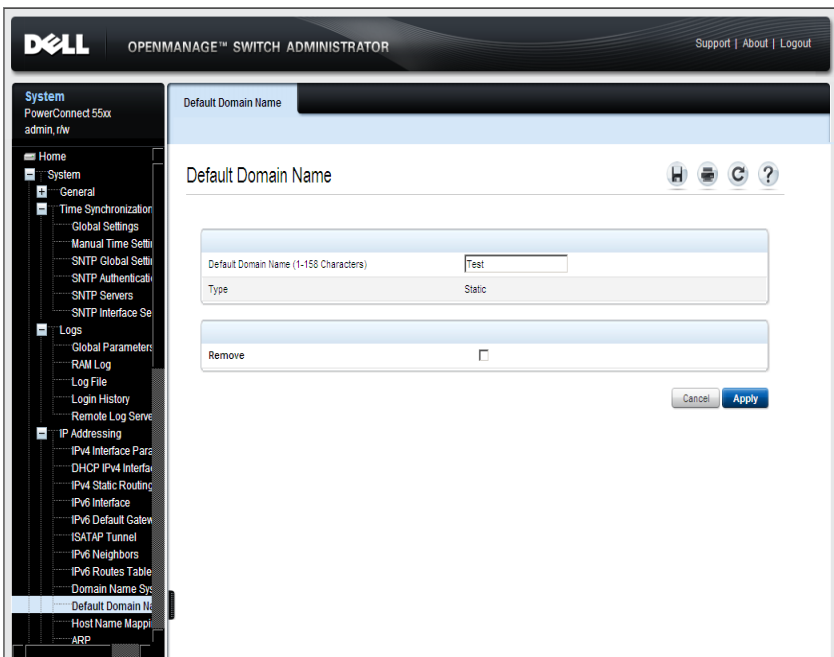 DELL OPENMANAGE™ SWITCH ADMINISTRATOR Support | About | Logout
System
PowerConnect 55xx
admin, r/w
Default Domain Name
Home
System
General
Time Synchronization
Global Settings
Manual Time Settin
SNTP Global Settin
SNTP Authenticatio
SNTP Servers
SNTP Interface Se
Logs
Global Parameters
RAM Log
Log File
Login History
Remote Log Serve
IP Addressing
IPv4 Interface Para
DHCP IPv4 Interfac
IPv4 Static Routing
IPv6 Interface
IPv6 Default Gatew
ISATAP Tunnel
IPv6 Neighbors
IPv6 Routes Table
Domain Name Sys
Default Domain Na
Host Name Mappi
ARP
Default Domain Name
Default Domain Name (1-158 Characters) Test
Type Static
Remove
Cancel Apply